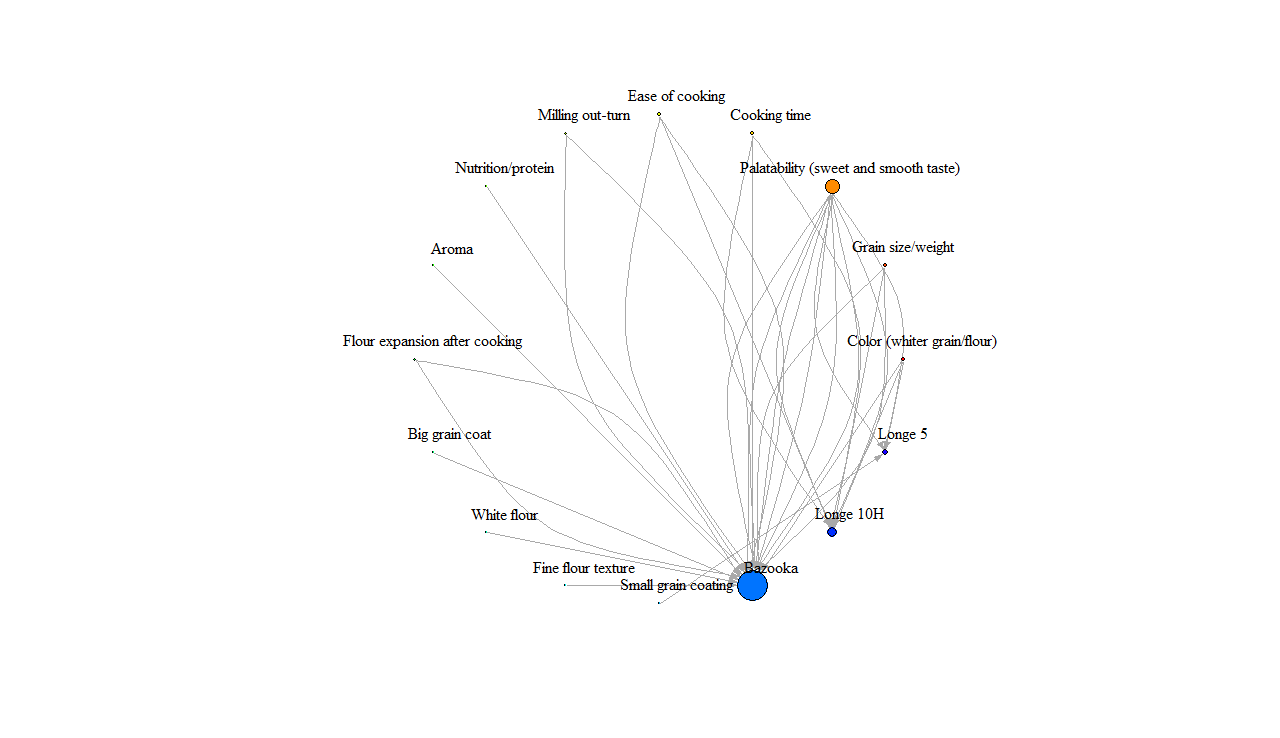 Ease of cooking
Milling out-turn
Cooking time
Nutrition/protein
Palatability (sweet and smooth taste)
Aroma
Grain size/weight
Flour expansion after cooking
Color (whiter grain/flour)
Big grain coat
Longe 5
White flour
Longe 10H
Fine flour texture
Bazooka
Small grain coating